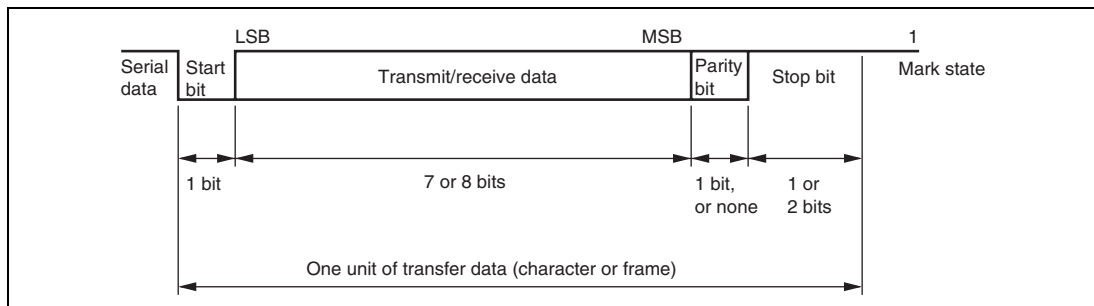 LSB
MSB
1
Serial
data
Start
bit
Transmit/receive data
Parity
bit
Stop bit
Mark state
1 bit
7 or 8 bits
1 bit,
or none
1 or
2 bits
One unit of transfer data (character or frame)